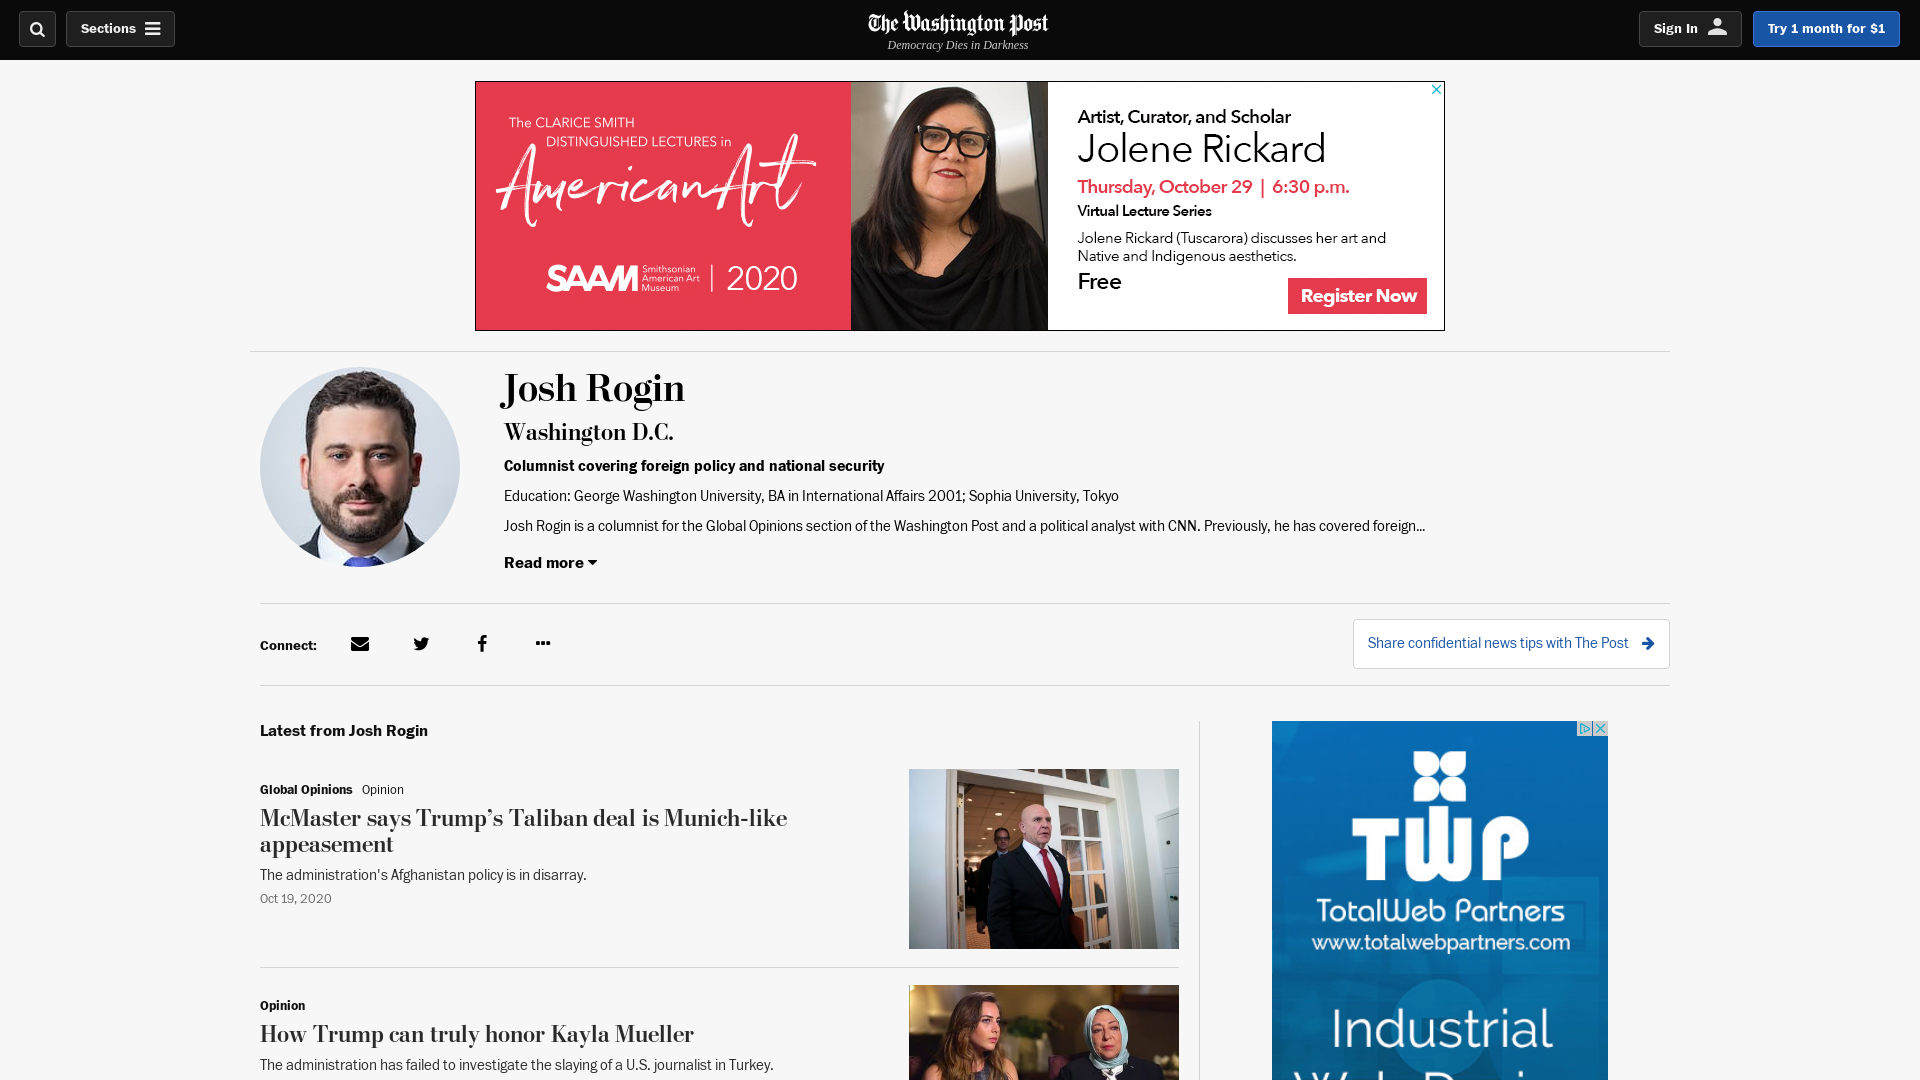 Sections
The Washington Post
Democracy Dies in Darkness
Sign In
Try 1 month for $1
The CLARICE SMITH
DISTINGUISHED LECTURES in
American Art
SAAM
Smithsonian
American Art
Museum
2020
Artist, Curator, and Scholar
Jolene Rickard
Thursday, October 29 | 6:30 p.m.
Virtual Lecture Series
Jolene Rickard (Tuscarora) discusses her art and
Native and Indigenous aesthetics.
Free
Register Now
Josh Rogin
Washington D.C.
Columnist covering foreign policy and national security
Education: George Washington University, BA in International Affairs 2001; Sophia University, Tokyo
Josh Rogin is a columnist for the Global Opinions section of the Washington Post and a political analyst with CNN. Previously, he has covered foreign...
Read more
Connect:
Share confidential news tips with The Post
Latest from Josh Rogin
Global Opinions Opinion
McMaster says Trump’s Taliban deal is Munich-like
appeasement
The administration's Afghanistan policy is in disarray.
Oct 19, 2020
Opinion
How Trump can truly honor Kayla Mueller
The administration has failed to investigate the slaying of a U.S. journalist in Turkey.
TWP
TotalWeb Partners
www.totalwebpartners.com
Industrial